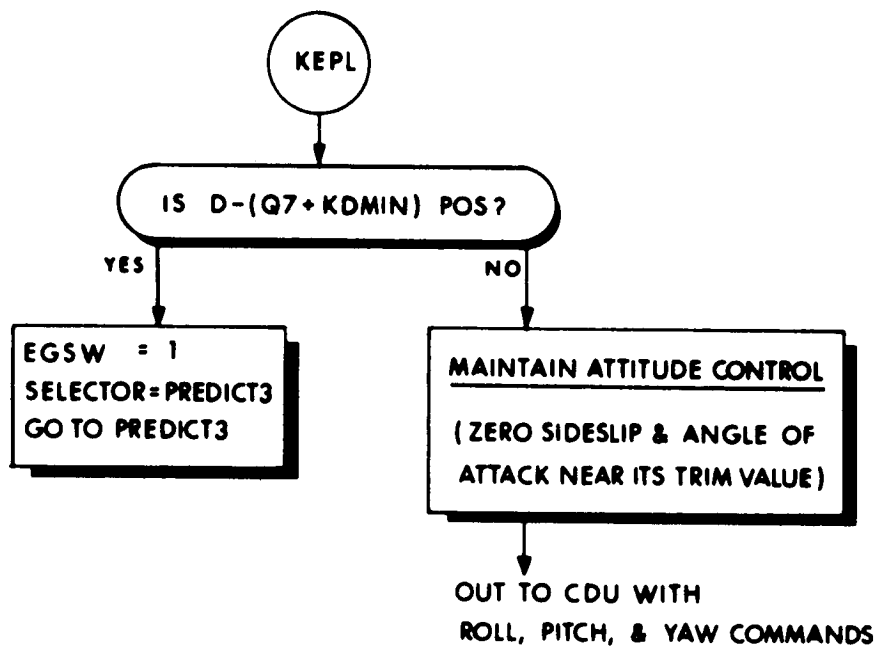 KEPL
IS D-(Q7+KDMIN) POS?
YES
NO
EGSW = 1
SELECTOR=PREDICT3
GO TO PREDICT3
MAINTAIN ATTITUDE CONTROL
(ZERO SIDESLIP & ANGLE OF
ATTACK NEAR ITS TRIM VALUE)
OUT TO CDU WITH
ROLL, PITCH, & YAW COMMANDS